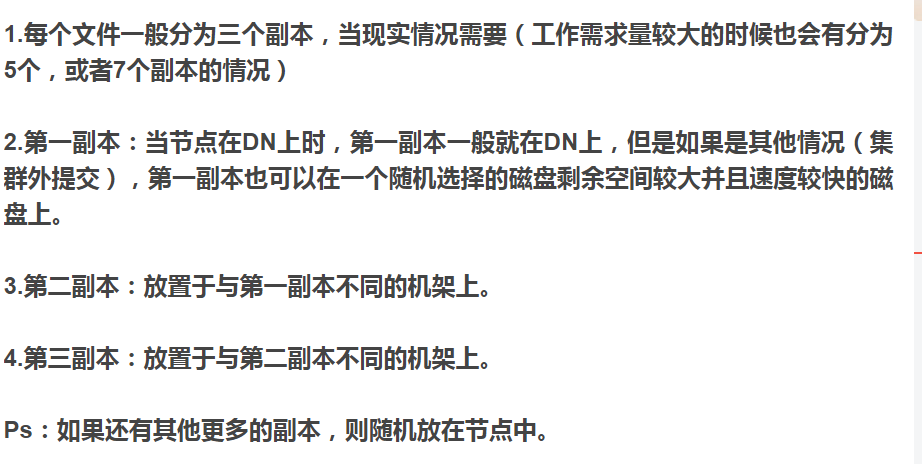 1.每个文件一般分为三个副本，当现实情况需要（工作需求量较大的时候也会有分为
5个，或者7个副本的情况）
2.第一副本：当节点在DN上时，第一副本一般就在DN上，但是如果是其他情况（集
群外提交），第一副本也可以在一个随机选择的磁盘剩余空间较大并且速度较快的磁
盘上。
3.第二副本：放置于与第一副本不同的机架上。
4.第三副本：放置于与第二副本不同的机架上。
Ps：如果还有其他更多的副本，则随机放在节点中。